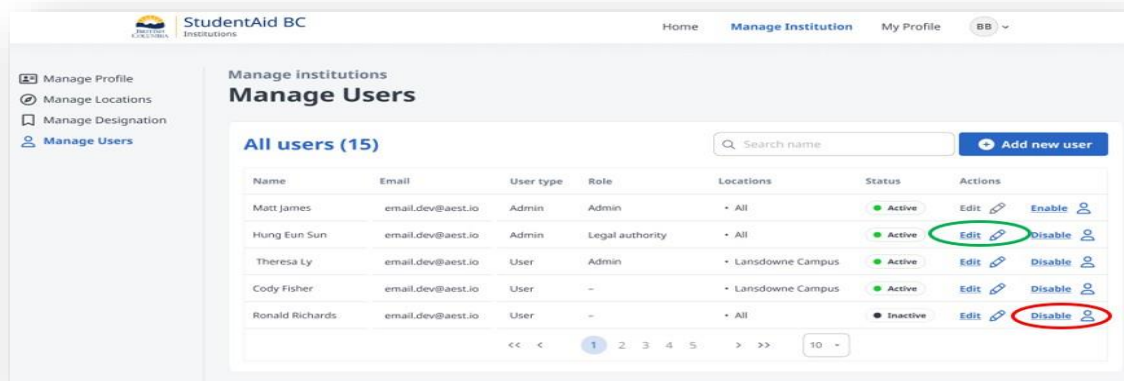 StudentAid BC
BRITISH COLUMBIA
Institutions
Home Manage Institution My Profile BB
Manage Profile
Manage Locations
Manage Designation
Manage Users
Manage institutions
Manage Users
All users (15)
Search name
Add new user
Name Email User type Role Locations Status Actions
Matt James email.dev@aest.io Admin Admin • All Active Edit Enable
Hung Eun Sun email.dev@aest.io Admin Legal authority • All Active Edit Disable
Theresa Ly email.dev@aest.io User Admin • Lansdowne Campus Active Edit Disable
Cody Fisher email.dev@aest.io User – • Lansdowne Campus Active Edit Disable
Ronald Richards email.dev@aest.io User – • All Inactive Edit Disable
<< < 1 2 3 4 5 > >> 10